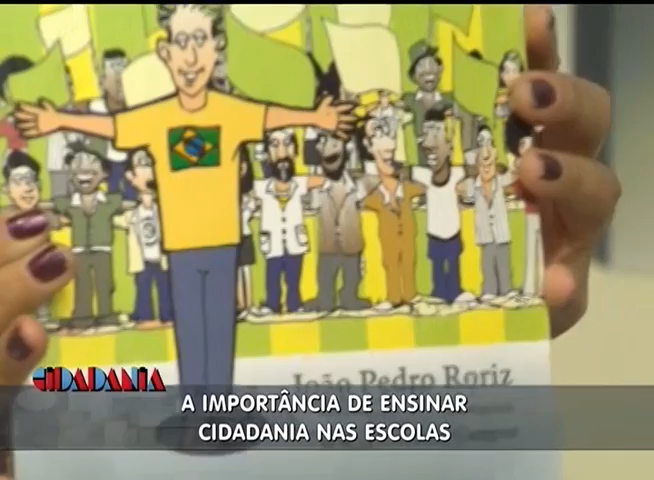 João Pedro Roriz
CIDADANIA
A IMPORTÂNCIA DE ENSINAR
CIDADANIA NAS ESCOLAS